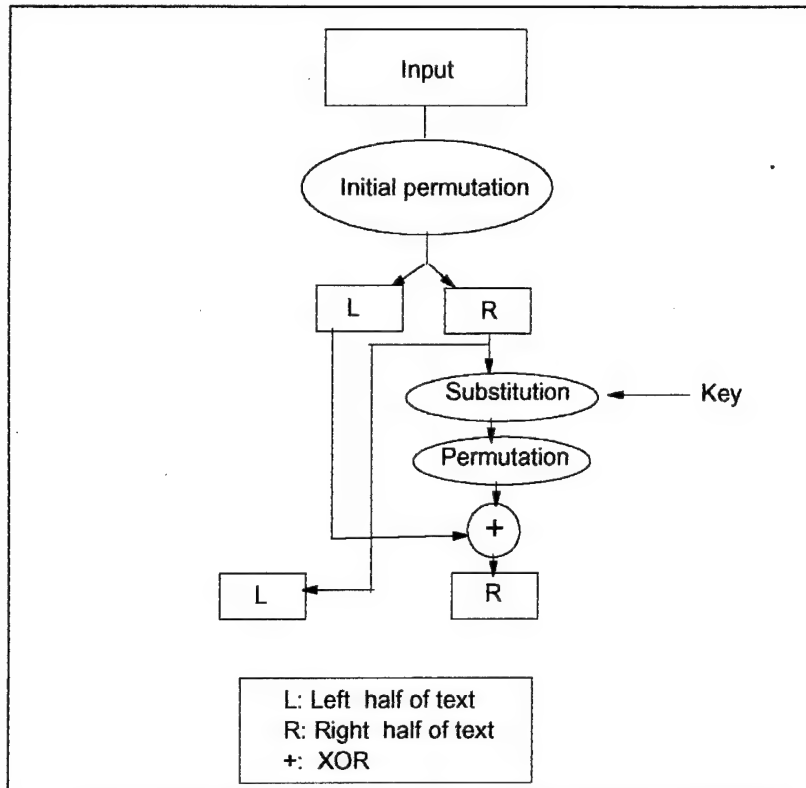 Input
Initial permutation
L
R
Substitution
Key
Permutation
+
L
R
L: Left half of text
R: Right half of text
+: XOR